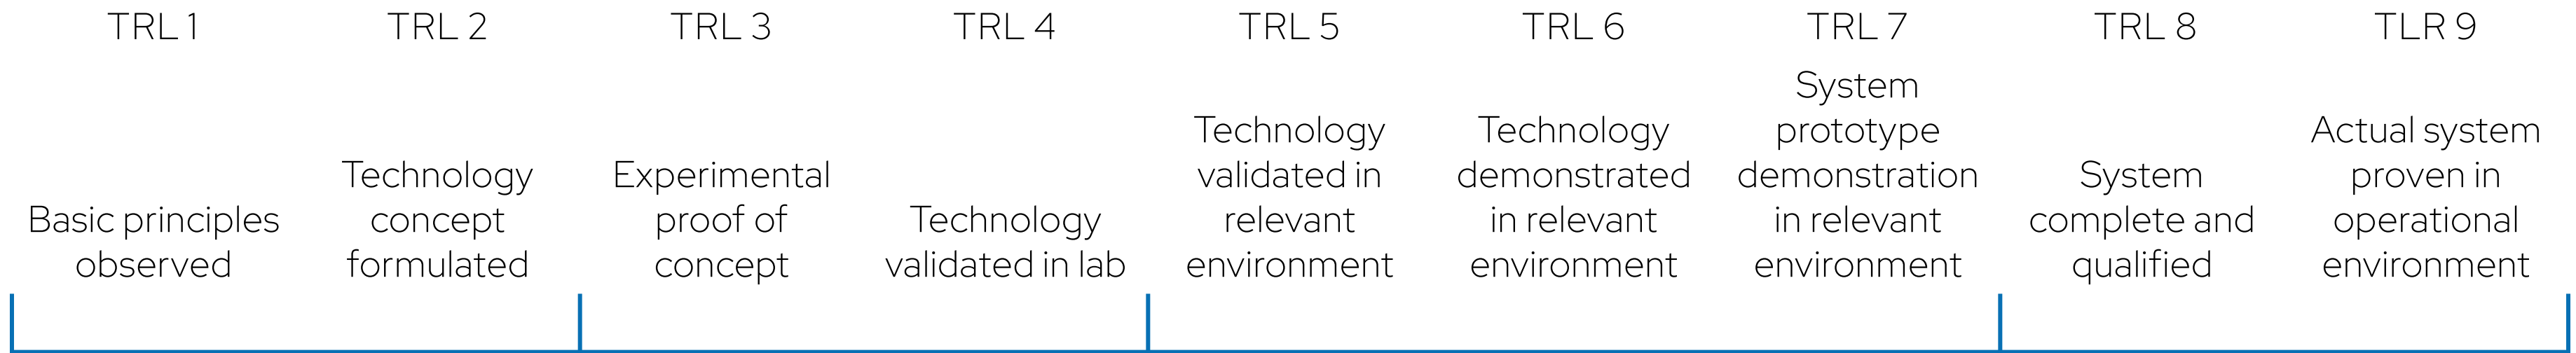 TRL 1
Basic principles
observed
TRL 2
Technology
concept
formulated
TRL 3
Experimental
proof of
concept
TRL 4
Technology
validated in lab
TRL 5
Technology
validated in
relevant
environment
TRL 6
Technology
demonstrated
in relevant
environment
TRL 7
System
prototype
demonstration
in relevant
environment
TRL 8
System
complete and
qualified
TLR 9
Actual system
proven in
operational
environment